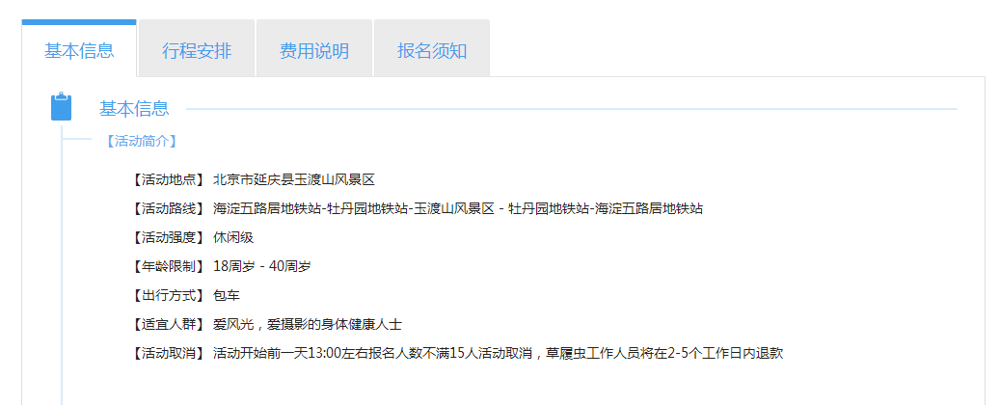 基本信息 行程安排 费用说明 报名须知
基本信息
【活动简介】
【活动地点】 北京市延庆县玉渡山风景区
【活动路线】 海淀五路居地铁站-牡丹园地铁站-玉渡山风景区 - 牡丹园地铁站-海淀五路居地铁站
【活动强度】 休闲级
【年龄限制】 18周岁 - 40周岁
【出行方式】 包车
【适宜人群】 爱风光，爱摄影的身体健康人士
【活动取消】 活动开始前一天13:00左右报名人数不满15人活动取消，草履虫工作人员将在2-5个工作日内退款